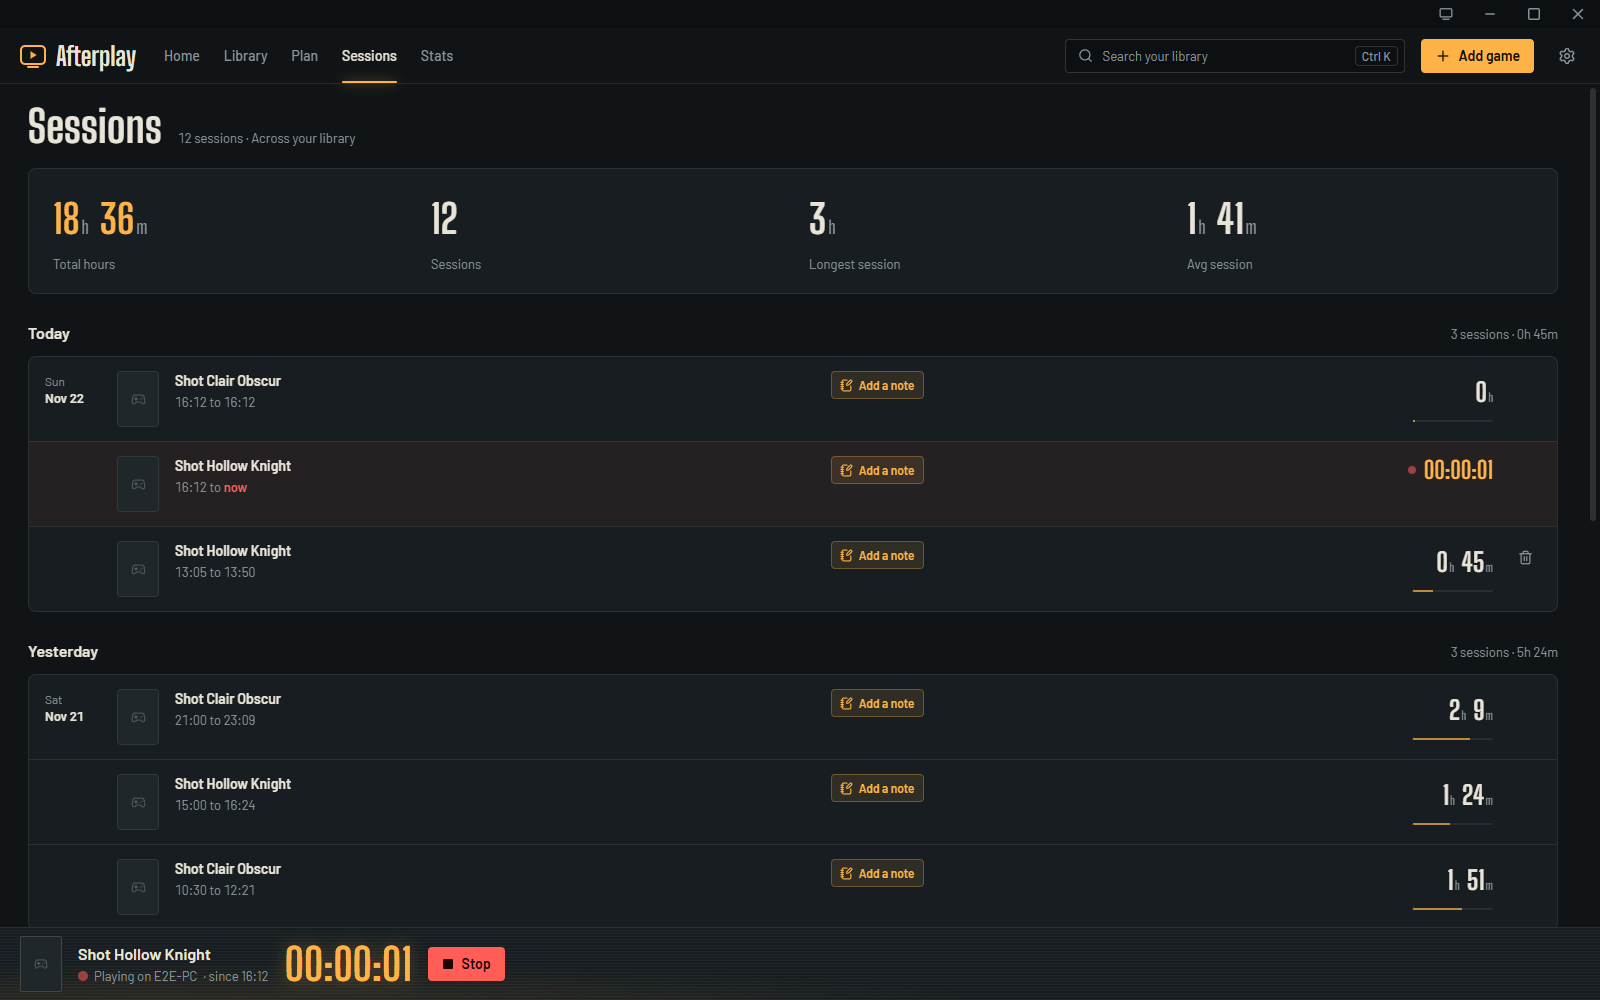 Afterplay
Home
Library
Plan
Sessions
Stats
Search your library
Ctrl K
Add game
Sessions
12 sessions · Across your library
18h 36m
Total hours
12
Sessions
3h
Longest session
1h 41m
Avg session
Today
3 sessions · 0h 45m
Sun
Nov 22
Shot Clair Obscur
16:12 to 16:12
Add a note
0h
Shot Hollow Knight
16:12 to now
Add a note
00:00:01
Shot Hollow Knight
13:05 to 13:50
Add a note
0h 45m
Yesterday
3 sessions · 5h 24m
Sat
Nov 21
Shot Clair Obscur
21:00 to 23:09
Add a note
2h 9m
Shot Hollow Knight
15:00 to 16:24
Add a note
1h 24m
Shot Clair Obscur
10:30 to 12:21
Add a note
1h 51m
Shot Hollow Knight
Playing on E2E-PC · since 16:12
00:00:01
Stop